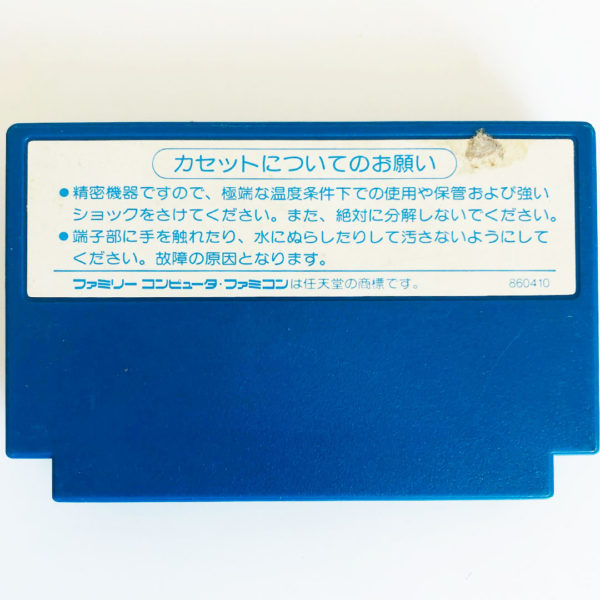 カセットについてのお願い
●精密機器ですので、極端な温度条件下での使用や保管および強い
ショックをさけてください。また、絶対に分解しないでください。
●端子部に手を触れたり、水にぬらしたりして汚さないようにして
ください。故障の原因となります。
ファミリーコンピュータ・ファミコンは任天堂の商標です。 860410